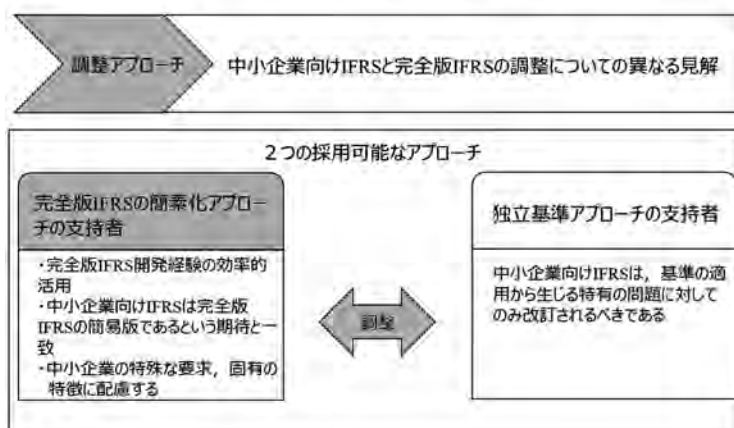 調整アプローチ
中小企業向けIFRSと完全版IFRSの調整についての異なる見解
2つの採用可能なアプローチ
完全版IFRSの簡素化アプロー
チの支持者
・完全版IFRS開発経験の効率的
活用
・中小企業向けIFRSは完全版
IFRSの簡易版であるという期待と一
致
・中小企業の特殊な要求，固有の
特徴に配慮する
調整
独立基準アプローチの支持者
中小企業向けIFRSは，基準の適
用から生じる特有の問題に対して
のみ改訂されるべきである